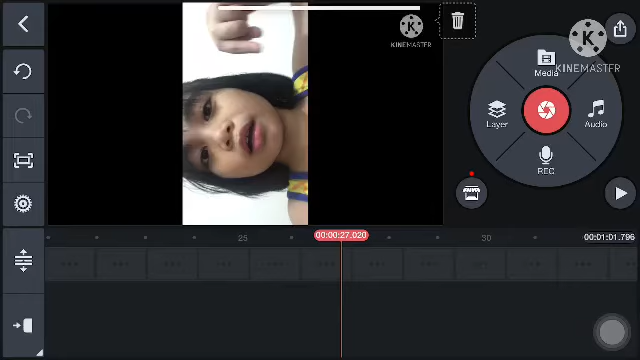 KINEMASTER
KINEMASTER
Media
Layer
Audio
REC
00:00:27.020
25
30
00:01:01.796